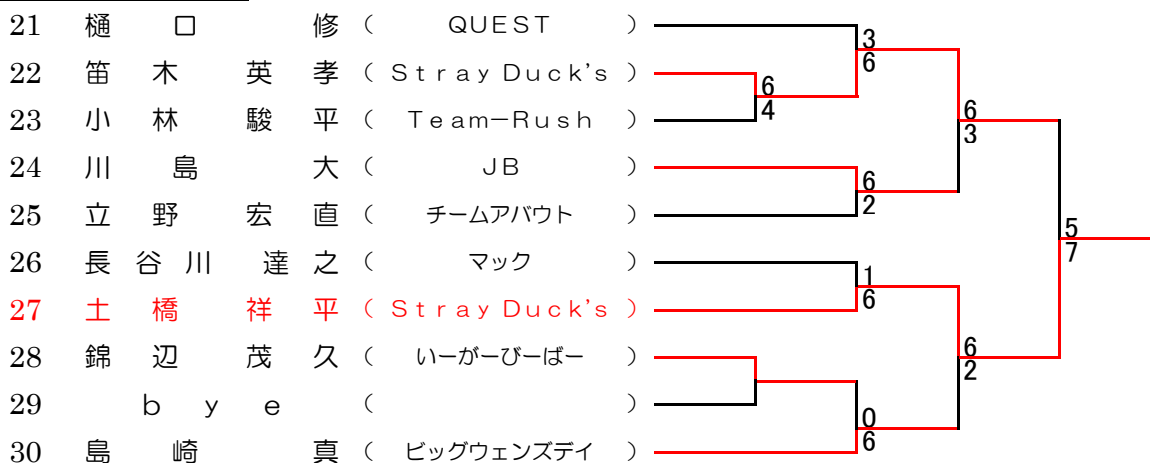 21 樋口 修 ( QUEST )
22 笛木 英孝 ( Stray Duck's )
23 小林 駿平 ( Team-Rush )
24 川島 大 ( JB )
25 立野 宏直 ( チームアバウト )
26 長谷川 達之 ( マック )
27 土橋 祥平 ( Stray Duck's )
28 錦辺 茂久 ( いーがーびーばー )
29 bye ( )
30 島崎 真 ( ビッグウェンズデイ )
3
6
6
4
6
3
6
2
5
7
1
6
6
2
0
6